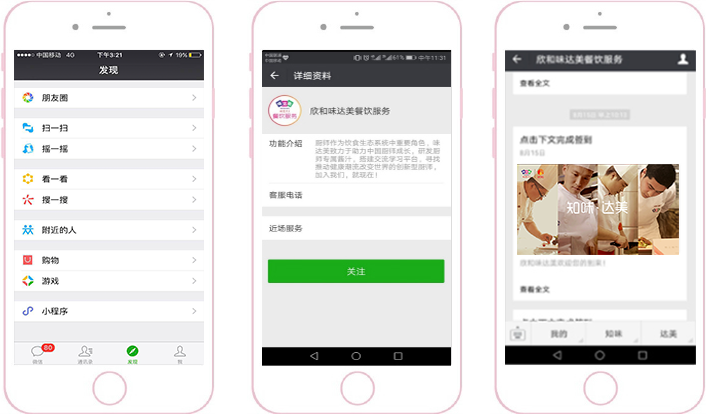 中国移动 4G 下午3:21 19%
发现
朋友圈
扫一扫
摇一摇
看一看
搜一搜
附近的人
购物
游戏
小程序
80
微信
通讯录
发现
我
61% 中午11:31
详细资料
欣和味达美餐饮服务
餐饮服务
功能介绍
厨师作为饮食生态系统中重要角色，味
达美致力于助力中国厨师成长，研发厨
师专属酱汁，搭建交流学习平台，寻找
推动健康潮流改变世界的创新型厨师，
加入我们，就现在！
客服电话
近场服务
关注
欣和味达美餐饮服务
查看全文
点击下文完成签到
8月15日
知味·达美
欣和味达美欢迎您的到来！
查看全文
我的
知味
达美